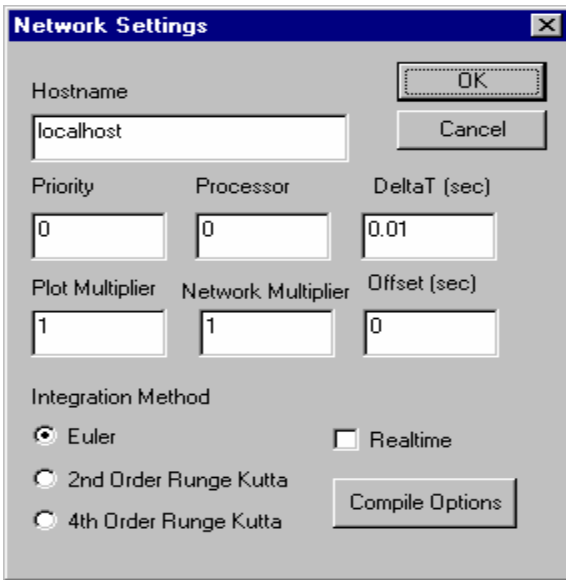 Network Settings
OK
Hostname
localhost
Cancel
Priority Processor DeltaT (sec)
0 0 0.01
Plot Multiplier Network Multiplier Offset (sec)
1 1 0
Integration Method
Euler Realtime
2nd Order Runge Kutta
Compile Options
4th Order Runge Kutta